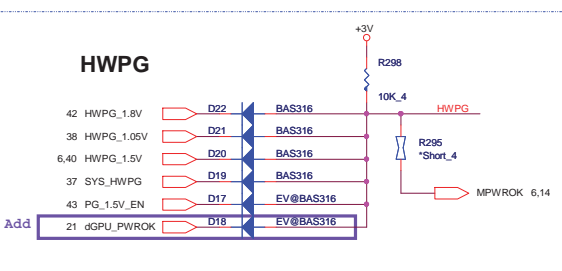 +3V
HWPG
R298
10K_4
42 HWPG_1.8V D22 BAS316 HWPG
38 HWPG_1.05V D21 BAS316
R295
*Short_4
6,40 HWPG_1.5V D20 BAS316
37 SYS_HWPG D19 BAS316
MPWROK 6,14
43 PG_1.5V_EN D17 EV@BAS316
Add 21 dGPU_PWROK D18 EV@BAS316